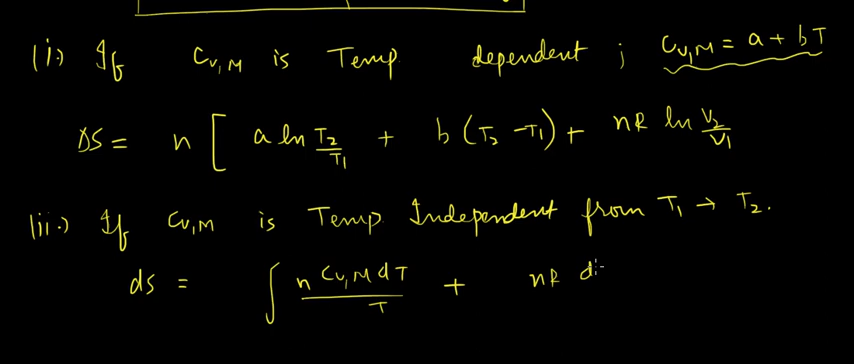 (i.) If Cv,M is Temp dependent ; Cv,M = a + bT
ΔS = n [ a ln T2/T1 + b (T2 - T1) + nR ln V2/V1
(ii.) If Cv,M is Temp Independent from T1 → T2.
ds = ∫ n Cv,M dT / T + nR